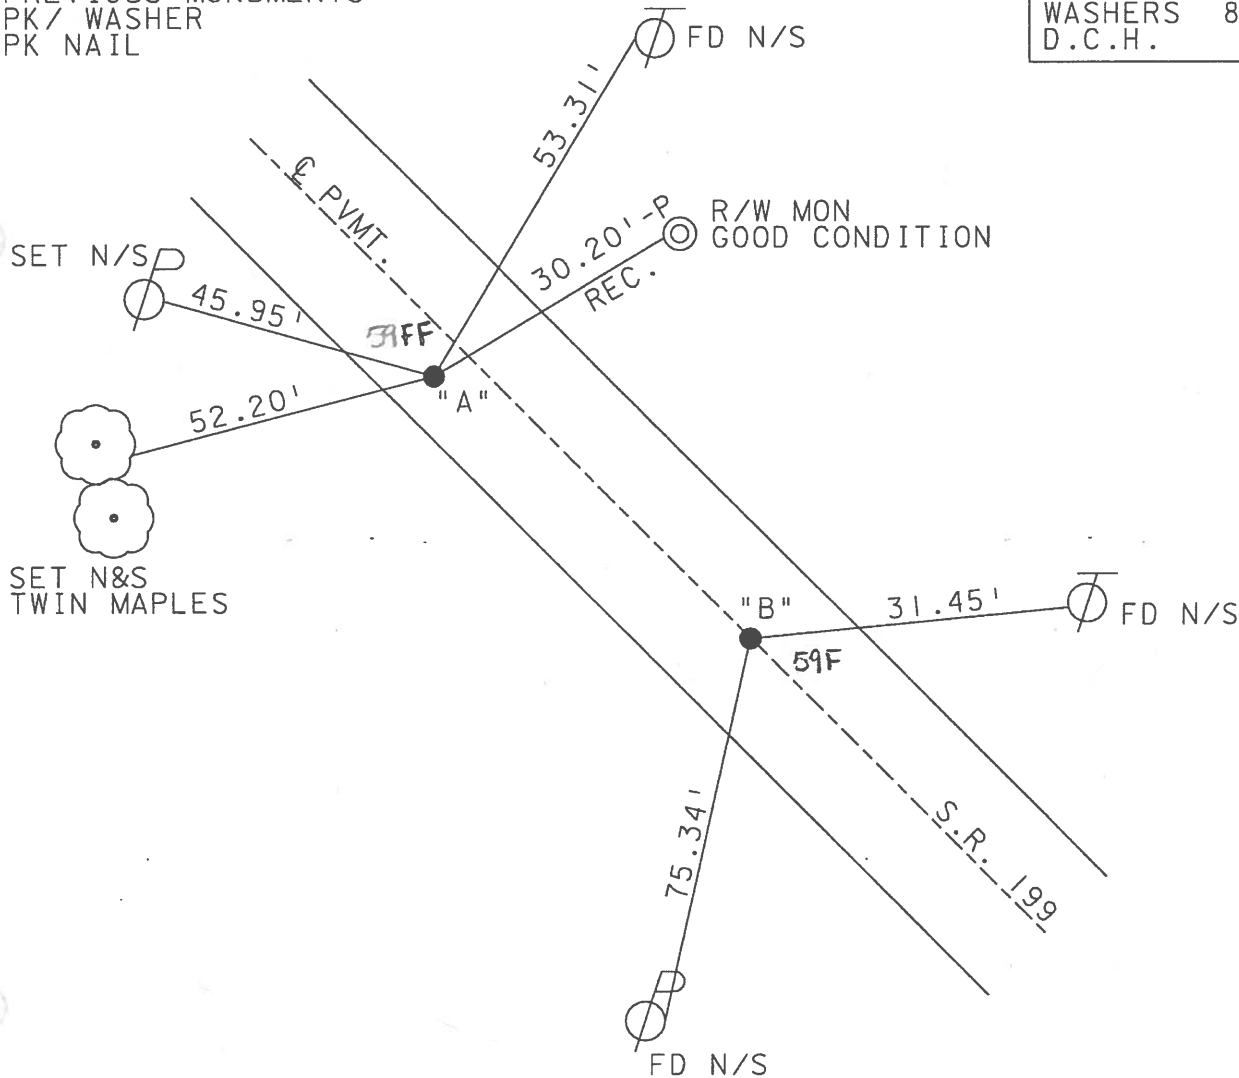 PK/ WASHER
PK NAIL
WASHERS 8
D.C.H.
FD N/S
53.31'
℄ PVMT.
R/W MON
GOOD CONDITION
30.20'-P
REC.
SET N/S
45.95'
59FF
"A"
52.20'
SET N&S
TWIN MAPLES
"B"
31.45'
FD N/S
59F
75.34'
S.R. 199
FD N/S